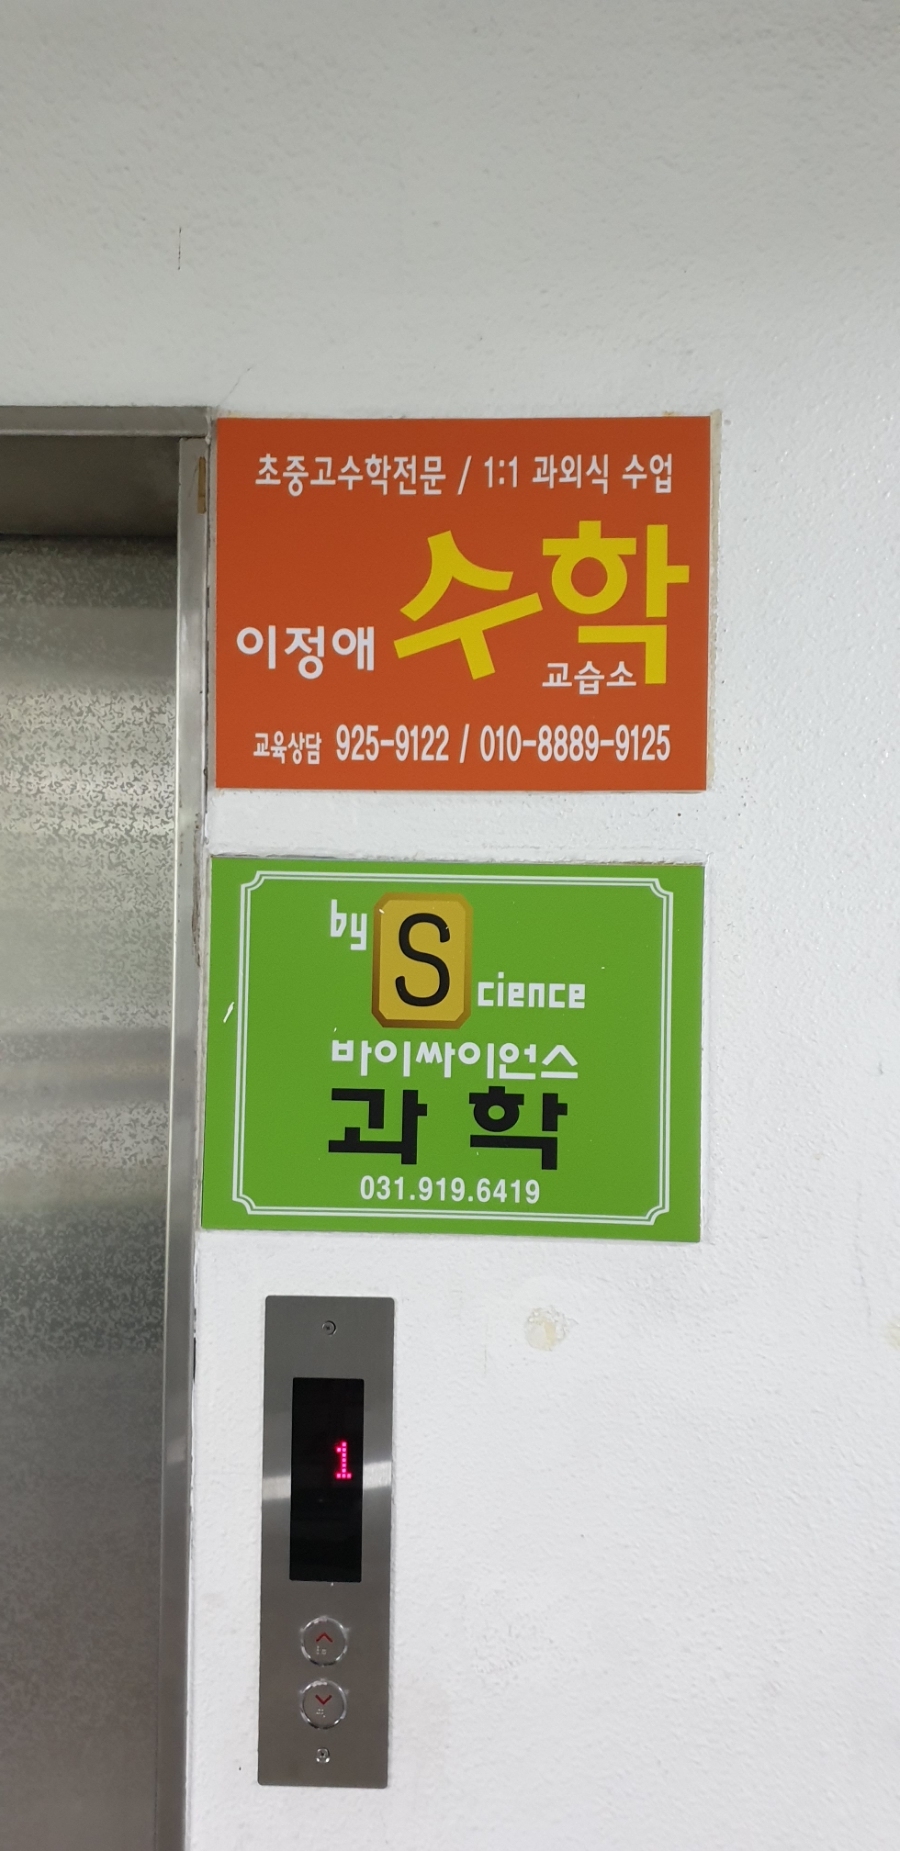 초중고수학전문 / 1:1 과외식 수업
이정애 수학
교습소
교육상담 925-9122 / 010-8889-9125
by Science
바이싸이언스
과학
031.919.6419
1